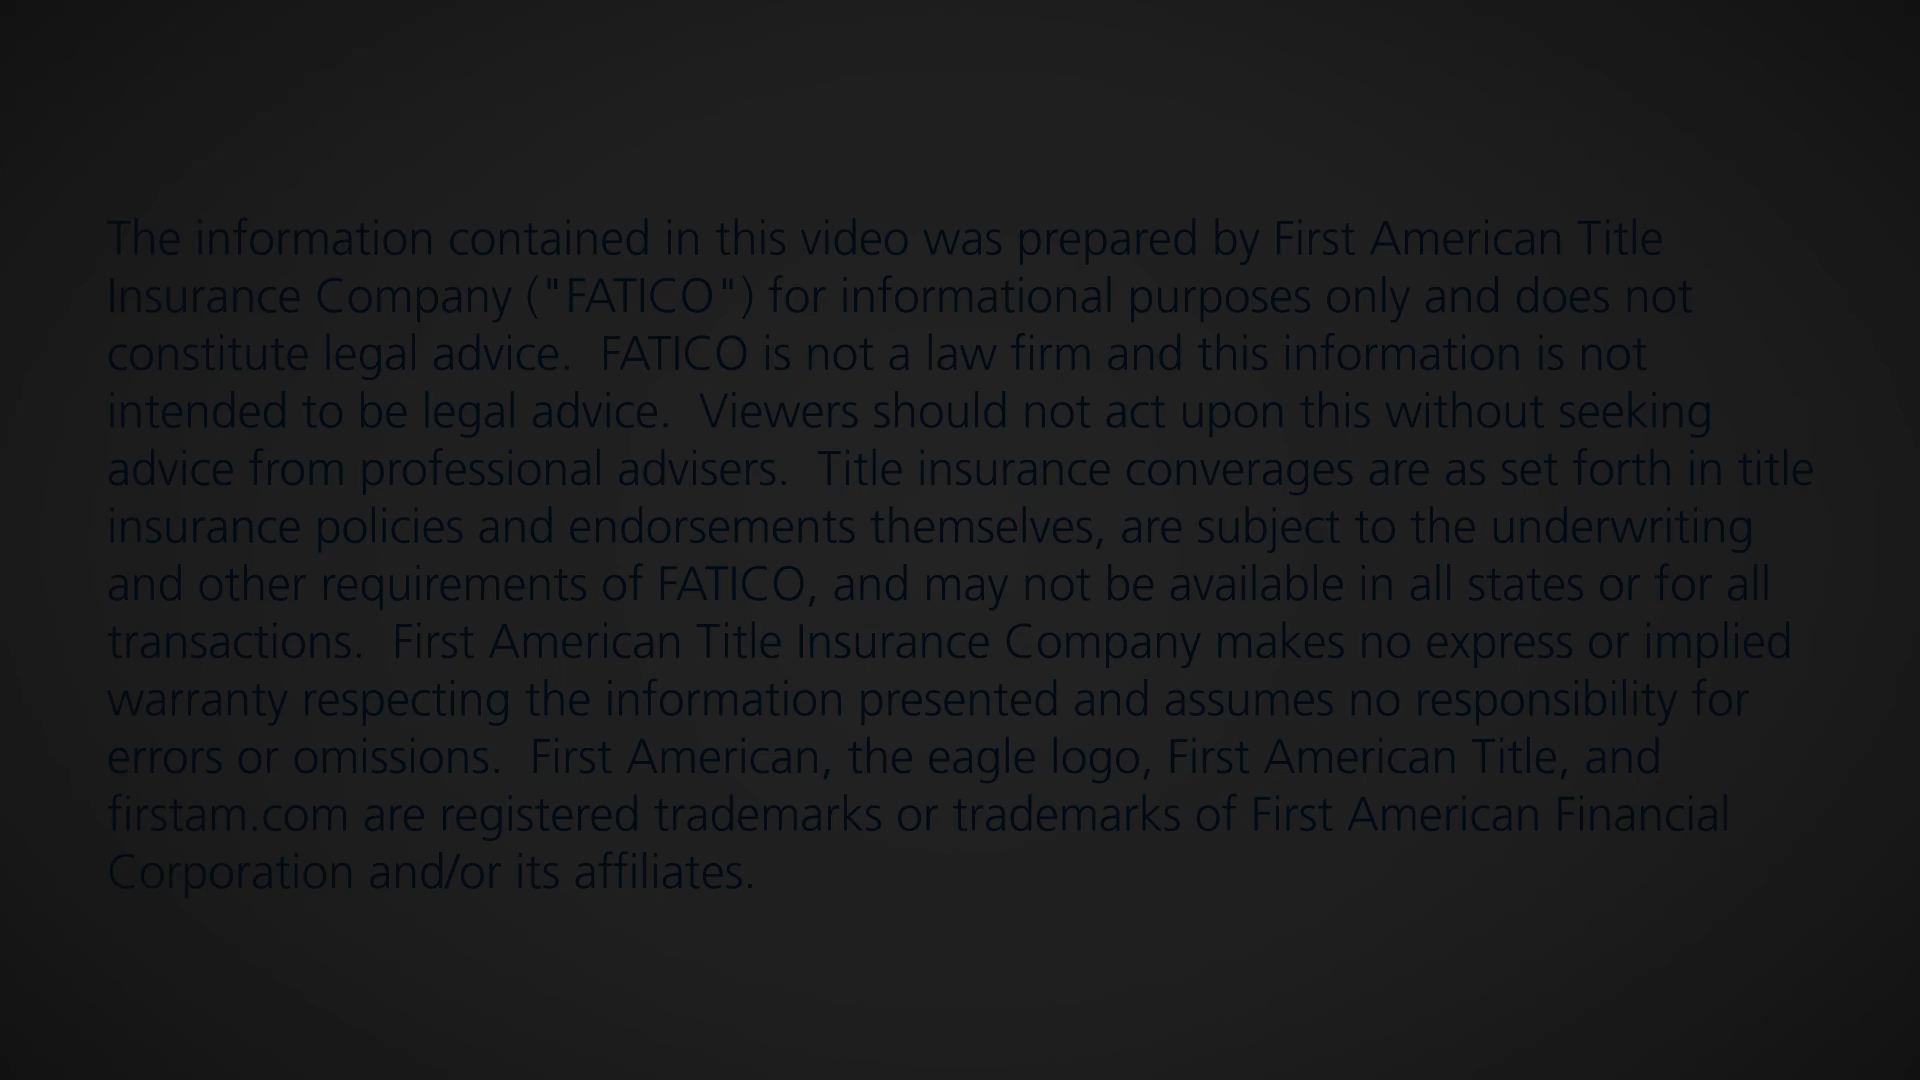 The information contained in this video was prepared by First American Title
Insurance Company ("FATICO") for informational purposes only and does not
constitute legal advice.  FATICO is not a law firm and this information is not
intended to be legal advice.  Viewers should not act upon this without seeking
advice from professional advisers.  Title insurance converages are as set forth in title
insurance policies and endorsements themselves, are subject to the underwriting
and other requirements of FATICO, and may not be available in all states or for all
transactions.  First American Title Insurance Company makes no express or implied
warranty respecting the information presented and assumes no responsibility for
errors or omissions.  First American, the eagle logo, First American Title, and
firstam.com are registered trademarks or trademarks of First American Financial
Corporation and/or its affiliates.